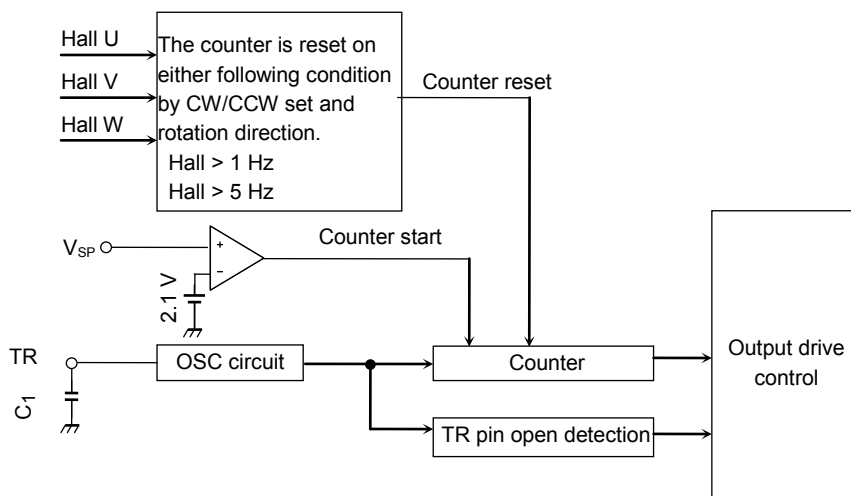 Hall U
Hall V
Hall W
The counter is reset on
either following condition
by CW/CCW set and
rotation direction.
Hall > 1 Hz
Hall > 5 Hz
Counter reset
Counter start
VSP
+
−
2.1 V
TR
C1
OSC circuit
Counter
TR pin open detection
Output drive
control